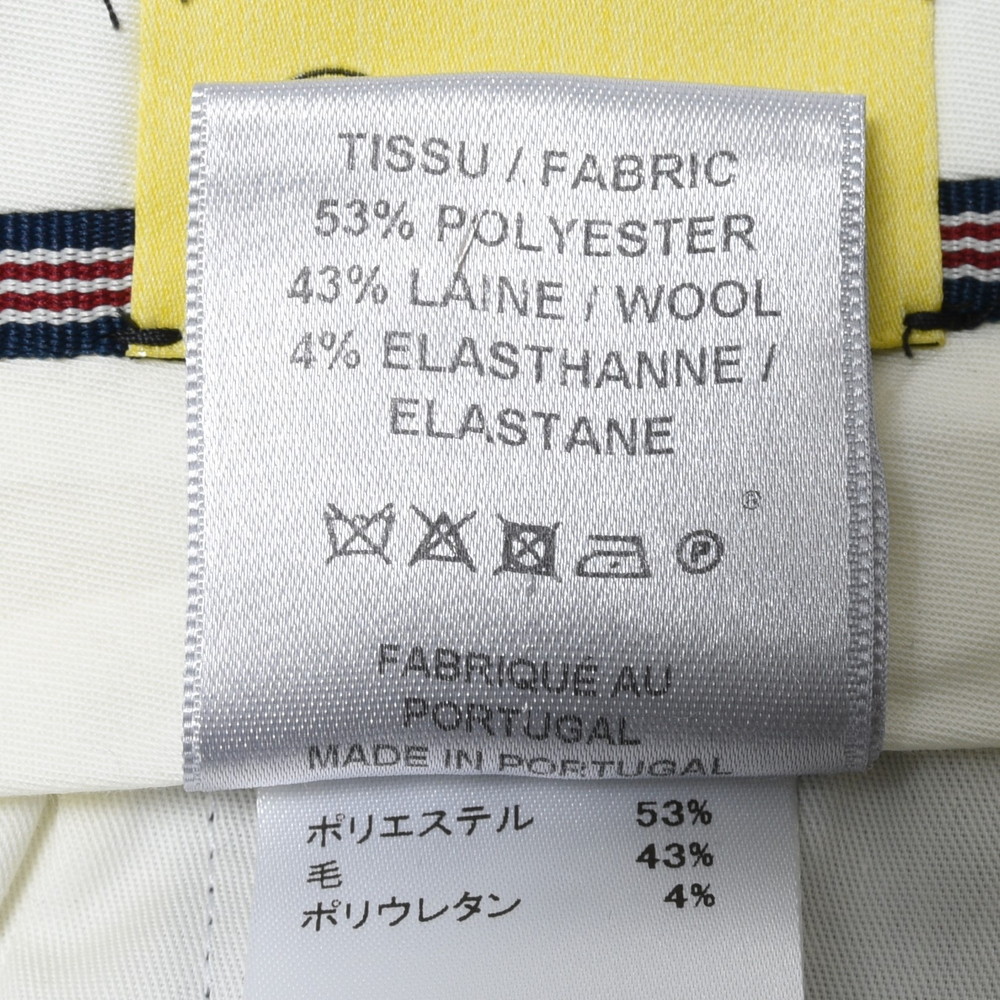 TISSU / FABRIC
53% POLYESTER
43% LAINE / WOOL
4% ELASTHANNE /
ELASTANE
®
P
FABRIQUÉ AU
PORTUGAL
MADE IN PORTUGAL
ポリエステル 53%
毛 43%
ポリウレタン 4%